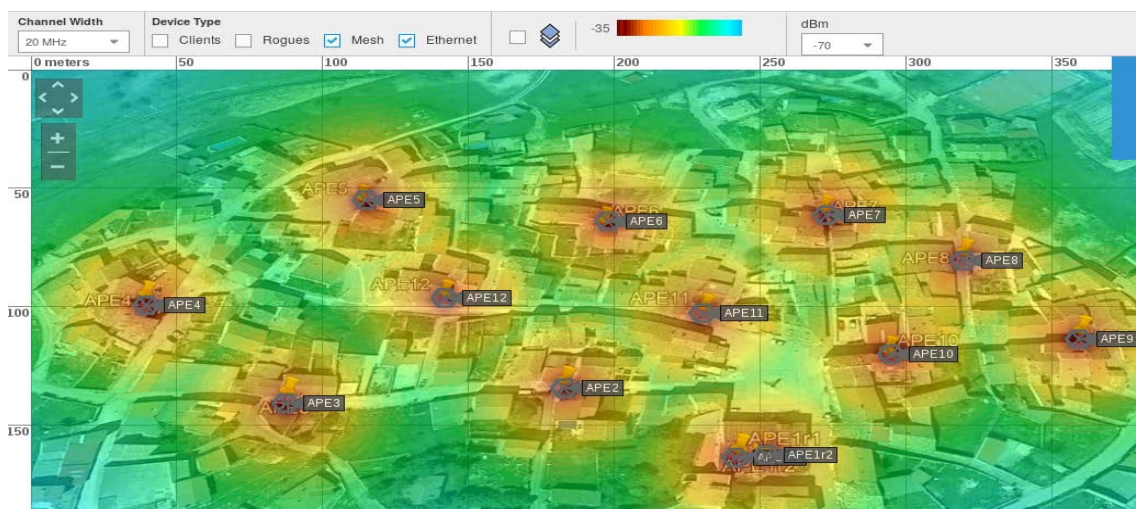 Channel Width
Device Type
20 MHz
Clients
Rogues
Mesh
Ethernet
-35
dBm
-70
0 meters
50
100
150
200
250
300
350
0
50
100
150
APE5
APE5
APE6
APE6
APE7
APE7
APE8
APE8
APE4
APE4
APE12
APE12
APE11
APE11
APE9
APE10
APE10
APE2
APE3
APE1r1
APE1r2